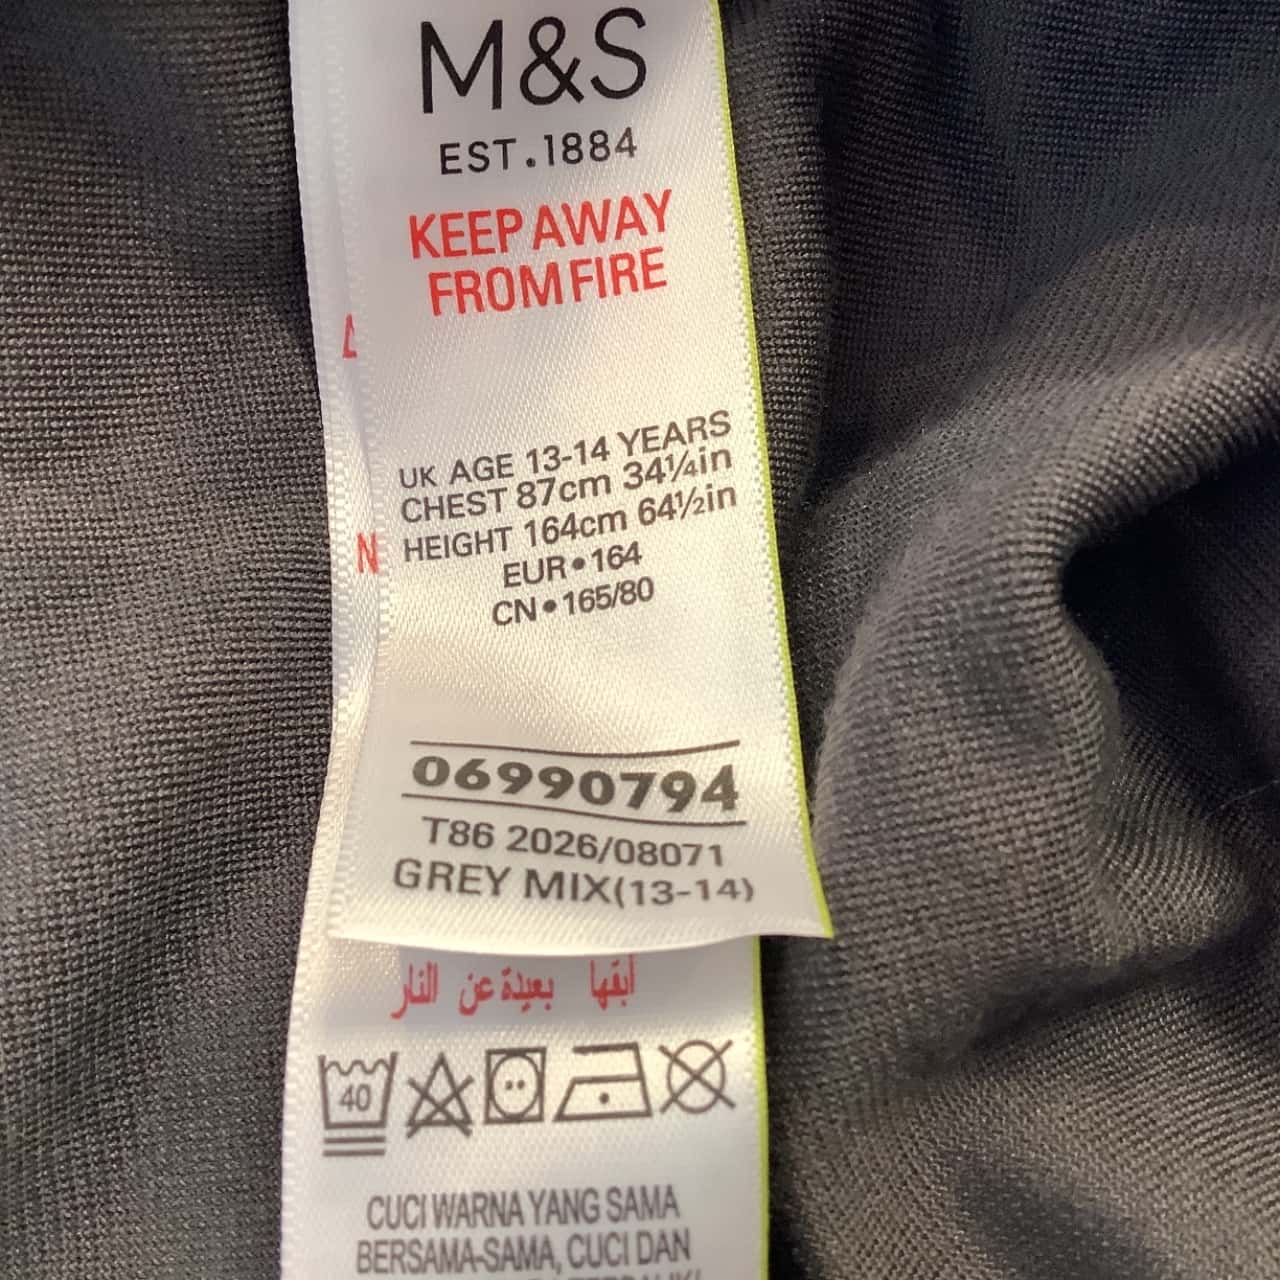 M&S
EST.1884
KEEP AWAY
FROM FIRE
UK AGE 13-14 YEARS
CHEST 87cm 34¼in
HEIGHT 164cm 64½in
EUR•164
CN•165/80
N
06990794
T86 2026/08071
GREY MIX(13-14)
أبقها بعيدة عن النار
40
CUCI WARNA YANG SAMA
BERSAMA-SAMA, CUCI DAN